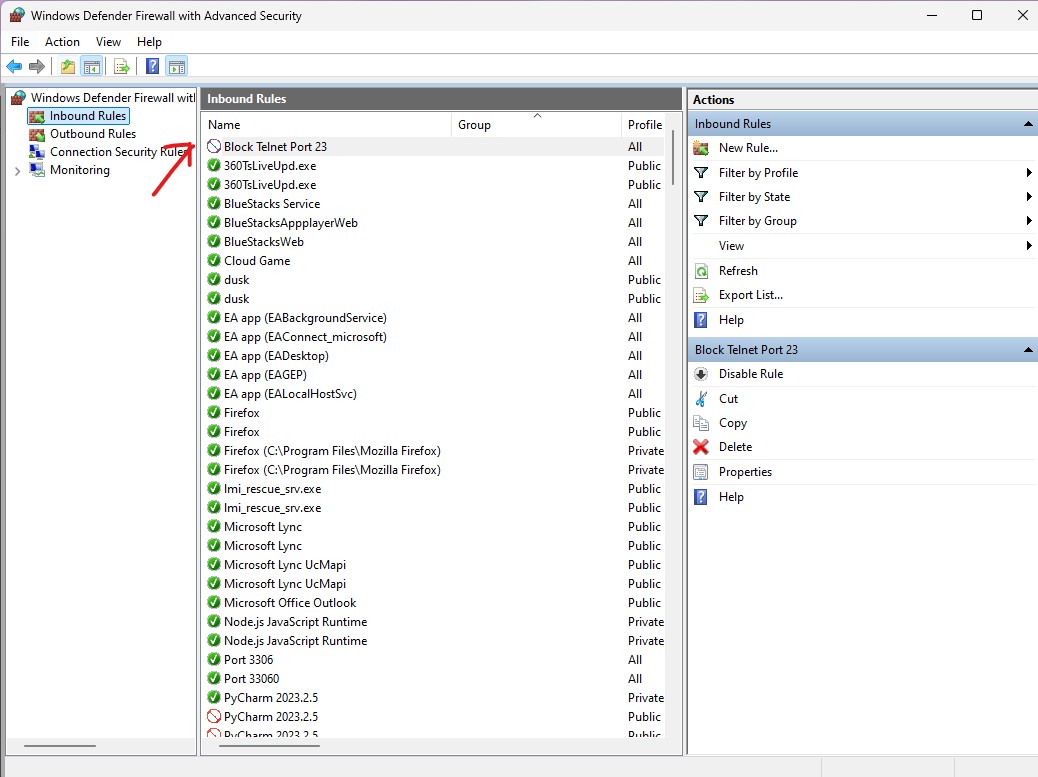 Windows Defender Firewall with Advanced Security
File Action View Help
Windows Defender Firewall witl
Inbound Rules
Outbound Rules
Connection Security Rules
Monitoring
Inbound Rules
Name Group Profile
Block Telnet Port 23 All
360TsLiveUpd.exe Public
360TsLiveUpd.exe Public
BlueStacks Service All
BlueStacksAppplayerWeb All
BlueStacksWeb All
Cloud Game All
dusk Public
dusk Public
EA app (EABackgroundService) All
EA app (EAConnect_microsoft) All
EA app (EADesktop) All
EA app (EAGEP) All
EA app (EALocalHostSvc) All
Firefox Public
Firefox Public
Firefox (C:\Program Files\Mozilla Firefox) Private
Firefox (C:\Program Files\Mozilla Firefox) Private
lmi_rescue_srv.exe Public
lmi_rescue_srv.exe Public
Microsoft Lync Public
Microsoft Lync Public
Microsoft Lync UcMapi Public
Microsoft Lync UcMapi Public
Microsoft Office Outlook Public
Node.js JavaScript Runtime Private
Node.js JavaScript Runtime Private
Port 3306 All
Port 33060 All
PyCharm 2023.2.5 Private
PyCharm 2023.2.5 Public
PyCharm 2023.2.5 Public
Actions
Inbound Rules
New Rule...
Filter by Profile
Filter by State
Filter by Group
View
Refresh
Export List...
Help
Block Telnet Port 23
Disable Rule
Cut
Copy
Delete
Properties
Help